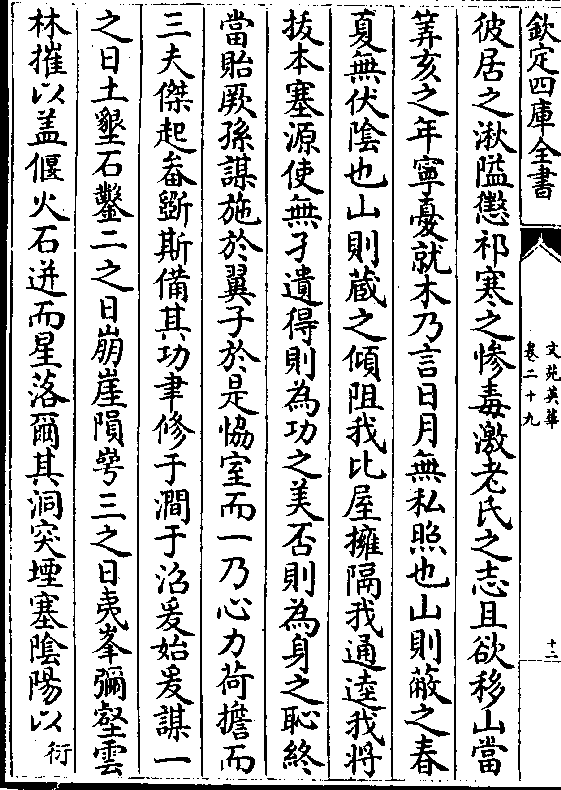 欽定四庫全書
文苑英華
卷二十九
十二
彼居之湫隘懲祁寒之慘毒激老氏之志且欲移山當
筭亥之年寧憂就木乃言日月無私照也山則蔽之春
夏無伏陰也山則蔵之傾阻我比屋擁隔我通逵我將
㧞本塞源使無孑遺得則為功之美否則為身之恥終
當貽厥孫謀施於翼子於是恊室而一乃心力荷擔而
三夫傑起畚斵斯備其功聿修于澗于沼爰始爰謀一
之日土墾石鑿二之日崩崖隕㟧三之日夷峯彌壑雲
林摧以盖偃火石迸而星落爾其洞突堙塞陰陽以
衍